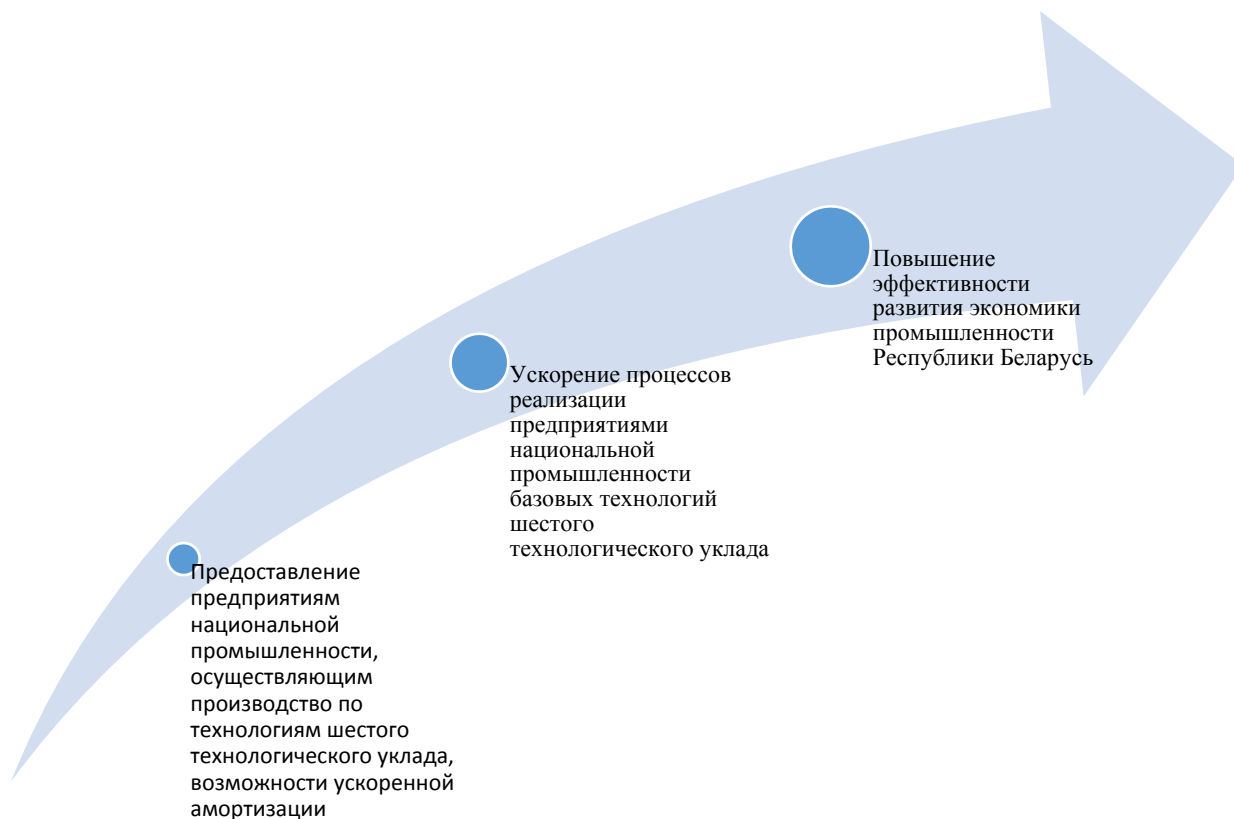 Предоставление
предприятиям
национальной
промышленности,
осуществляющим
производство по
технологиям шестого
технологического уклада,
возможности ускоренной
амортизации
Ускорение процессов
реализации
предприятиями
национальной
промышленности
базовых технологий
шестого
технологического уклада
Повышение
эффективности
развития экономики
промышленности
Республики Беларусь